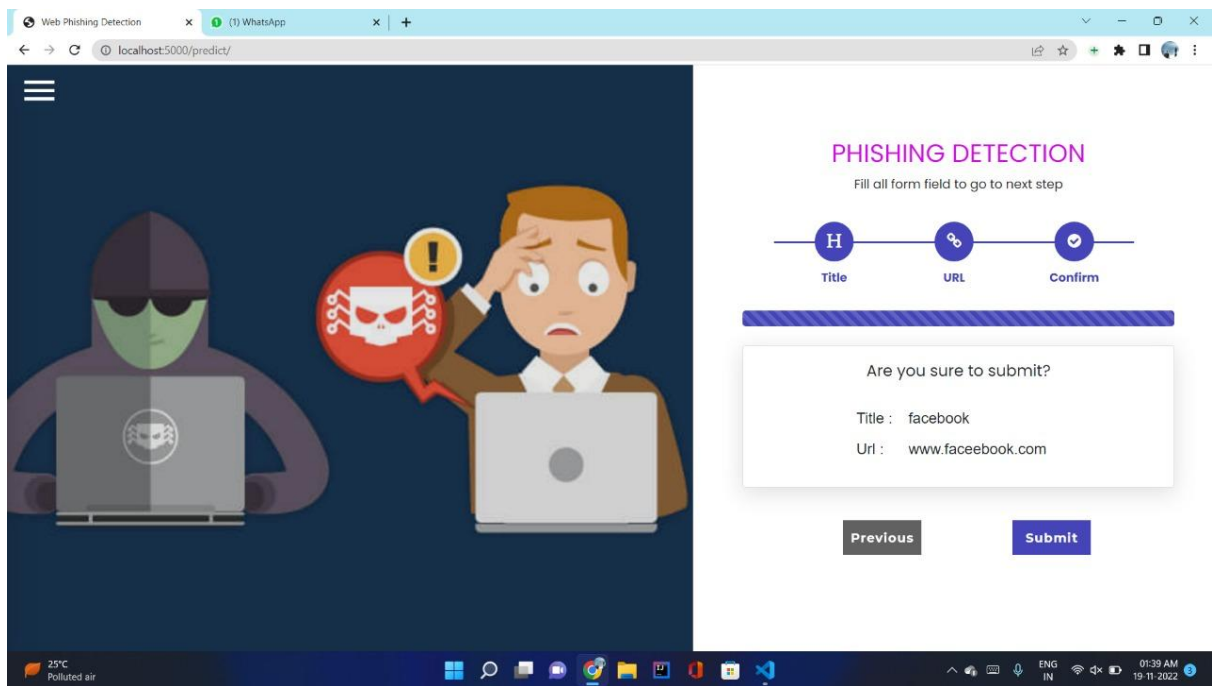 Web Phishing Detection
(1) WhatsApp
localhost:5000/predict/
PHISHING DETECTION
Fill all form field to go to next step
H
Title
URL
Confirm
Are you sure to submit?
Title : facebook
Url : www.faceebook.com
Previous
Submit
25°C
Polluted air
ENG
IN
01:39 AM
19-11-2022
3